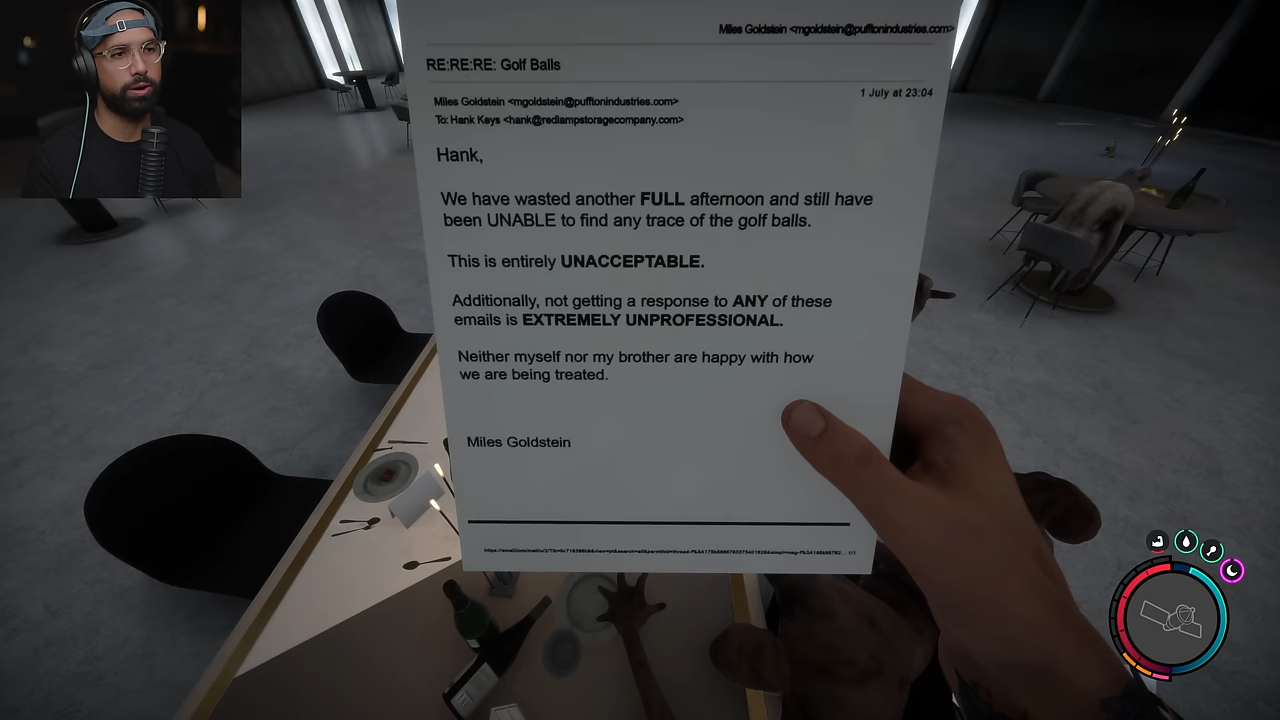 Miles Goldstein <mgoldstein@pufftonindustries.com>
RE:RE:RE: Golf Balls
1 July at 23:04
Miles Goldstein <mgoldstein@pufftonindustries.com>
To: Hank Keys <hank@redlampstoragecompany.com>
Hank,
We have wasted another FULL afternoon and still have
been UNABLE to find any trace of the golf balls.
This is entirely UNACCEPTABLE.
Additionally, not getting a response to ANY of these
emails is EXTREMELY UNPROFESSIONAL.
Neither myself nor my brother are happy with how
we are being treated.
Miles Goldstein
1/1